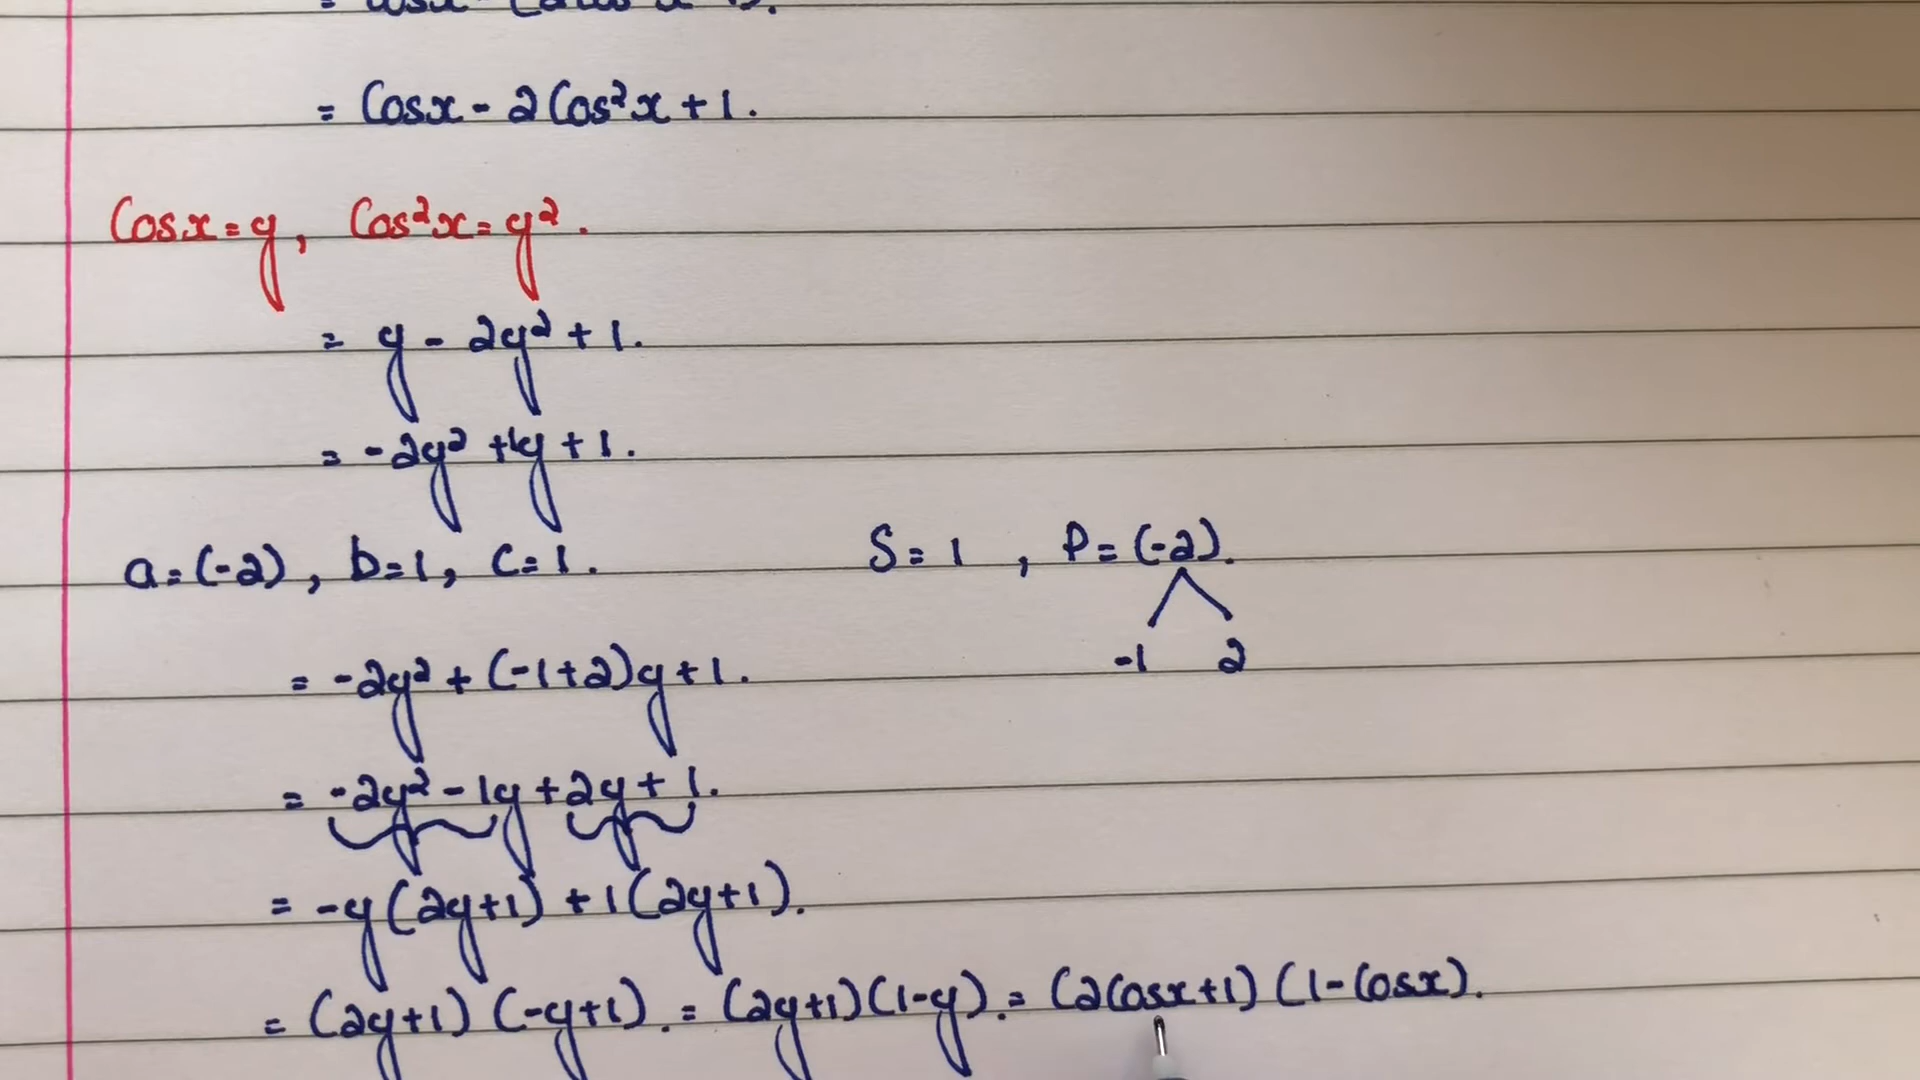 = Cosx - 2Cos²x + 1.
Cosx = y, Cos²x = y².
= y - 2y² + 1.
= -2y² + 1y + 1.
a = (-2), b = 1, c = 1. S = 1, P = (-2).
-1 2
= -2y² + (-1+2)y + 1.
= -2y² - 1y + 2y + 1.
= -y(2y+1) + 1(2y+1).
= (2y+1)(-y+1). = (2y+1)(1-y). = (2Cosx+1)(1-Cosx).